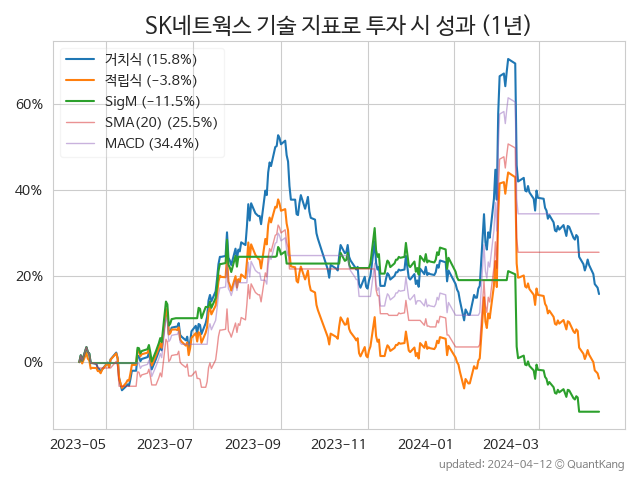 SK네트웍스 기술 지표로 투자 시 성과 (1년)
거치식 (15.8%)
적립식 (−3.8%)
SigM (−11.5%)
SMA(20) (25.5%)
MACD (34.4%)
60%
40%
20%
0%
2023-05 2023-07 2023-09 2023-11 2024-01 2024-03
updated: 2024-04-12 © QuantKang